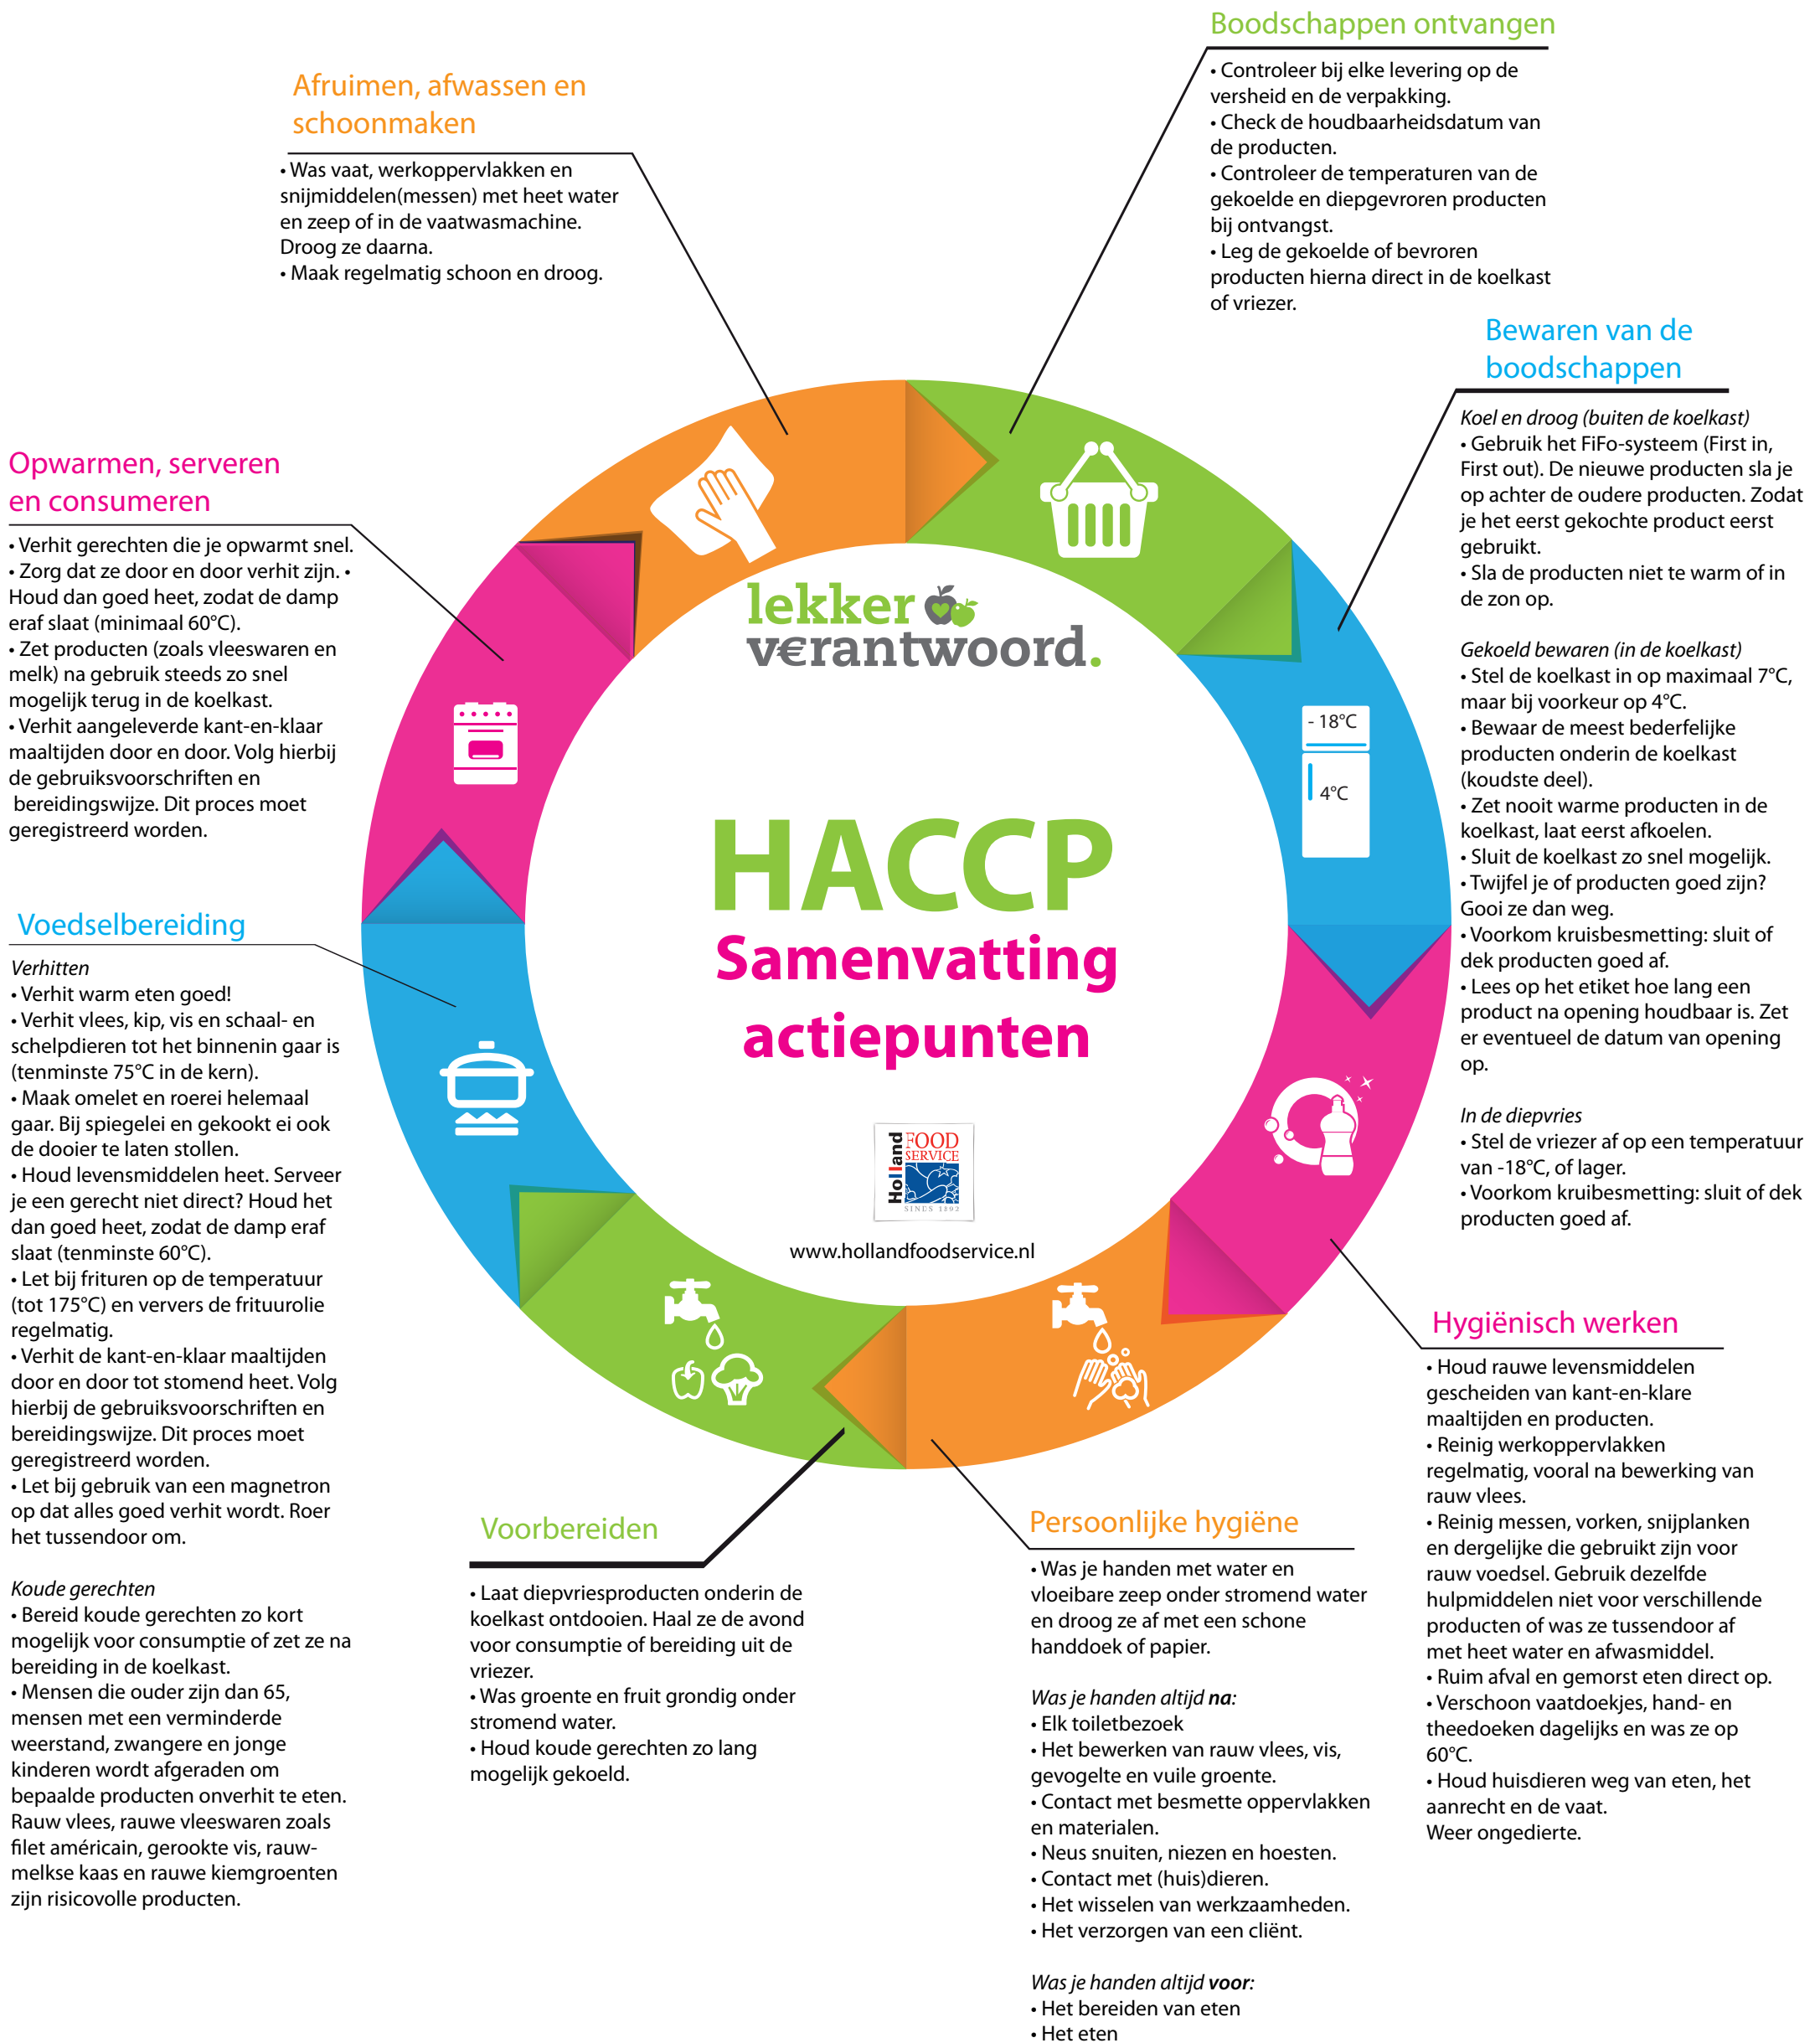 Boodschappen ontvangen
• Controleer bij elke levering op de
versheid en de verpakking.
• Check de houdbaarheidsdatum van
de producten.
• Controleer de temperaturen van de
gekoelde en diepgevroren producten
bij ontvangst.
• Leg de gekoelde of bevroren
producten hierna direct in de koelkast
of vriezer.
Bewaren van de
boodschappen
Koel en droog (buiten de koelkast)
• Gebruik het FiFo-systeem (First in,
First out). De nieuwe producten sla je
op achter de oudere producten. Zodat
je het eerst gekochte product eerst
gebruikt.
• Sla de producten niet te warm of in
de zon op.
Gekoeld bewaren (in de koelkast)
• Stel de koelkast in op maximaal 7°C,
maar bij voorkeur op 4°C.
• Bewaar de meest bederfelijke
producten onderin de koelkast
(koudste deel).
• Zet nooit warme producten in de
koelkast, laat eerst afkoelen.
• Sluit de koelkast zo snel mogelijk.
• Twijfel je of producten goed zijn?
Gooi ze dan weg.
• Voorkom kruisbesmetting: sluit of
dek producten goed af.
• Lees op het etiket hoe lang een
product na opening houdbaar is. Zet
er eventueel de datum van opening
op.
In de diepvries
• Stel de vriezer af op een temperatuur
van -18°C, of lager.
• Voorkom kruibesmetting: sluit of dek
producten goed af.
Hygiënisch werken
• Houd rauwe levensmiddelen
gescheiden van kant-en-klare
maaltijden en producten.
• Reinig werkoppervlakken
regelmatig, vooral na bewerking van
rauw vlees.
• Reinig messen, vorken, snijplanken
en dergelijke die gebruikt zijn voor
rauw voedsel. Gebruik dezelfde
hulpmiddelen niet voor verschillende
producten of was ze tussendoor af
met heet water en afwasmiddel.
• Ruim afval en gemorst eten direct op.
• Verschoon vaatdoekjes, hand- en
theedoeken dagelijks en was ze op
60°C.
• Houd huisdieren weg van eten, het
aanrecht en de vaat.
Weer ongedierte.
Persoonlijke hygiëne
• Was je handen met water en
vloeibare zeep onder stromend water
en droog ze af met een schone
handdoek of papier.
Was je handen altijd na:
• Elk toiletbezoek
• Het bewerken van rauw vlees, vis,
gevogelte en vuile groente.
• Contact met besmette oppervlakken
en materialen.
• Neus snuiten, niezen en hoesten.
• Contact met (huis)dieren.
• Het wisselen van werkzaamheden.
• Het verzorgen van een cliënt.
Was je handen altijd voor:
• Het bereiden van eten
• Het eten
Voorbereiden
• Laat diepvriesproducten onderin de
koelkast ontdooien. Haal ze de avond
voor consumptie of bereiding uit de
vriezer.
• Was groente en fruit grondig onder
stromend water.
• Houd koude gerechten zo lang
mogelijk gekoeld.
Voedselbereiding
Verhitten
• Verhit warm eten goed!
• Verhit vlees, kip, vis en schaal- en
schelpdieren tot het binnenin gaar is
(tenminste 75°C in de kern).
• Maak omelet en roerei helemaal
gaar. Bij spiegelei en gekookt ei ook
de dooier te laten stollen.
• Houd levensmiddelen heet. Serveer
je een gerecht niet direct? Houd het
dan goed heet, zodat de damp eraf
slaat (tenminste 60°C).
• Let bij frituren op de temperatuur
(tot 175°C) en ververs de frituurolie
regelmatig.
• Verhit de kant-en-klaar maaltijden
door en door tot stomend heet. Volg
hierbij de gebruiksvoorschriften en
bereidingswijze. Dit proces moet
geregistreerd worden.
• Let bij gebruik van een magnetron
op dat alles goed verhit wordt. Roer
het tussendoor om.
Koude gerechten
• Bereid koude gerechten zo kort
mogelijk voor consumptie of zet ze na
bereiding in de koelkast.
• Mensen die ouder zijn dan 65,
mensen met een verminderde
weerstand, zwangere en jonge
kinderen wordt afgeraden om
bepaalde producten onverhit te eten.
Rauw vlees, rauwe vleeswaren zoals
filet américain, gerookte vis, rauw-
melkse kaas en rauwe kiemgroenten
zijn risicovolle producten.
Opwarmen, serveren
en consumeren
• Verhit gerechten die je opwarmt snel.
• Zorg dat ze door en door verhit zijn. •
Houd dan goed heet, zodat de damp
eraf slaat (minimaal 60°C).
• Zet producten (zoals vleeswaren en
melk) na gebruik steeds zo snel
mogelijk terug in de koelkast.
• Verhit aangeleverde kant-en-klaar
maaltijden door en door. Volg hierbij
de gebruiksvoorschriften en
bereidingswijze. Dit proces moet
geregistreerd worden.
Afruimen, afwassen en
schoonmaken
• Was vaat, werkoppervlakken en
snijmiddelen(messen) met heet water
en zeep of in de vaatwasmachine.
Droog ze daarna.
• Maak regelmatig schoon en droog.
lekker
v€rantwoord.
HACCP
Samenvatting
actiepunten
Holland
FOOD
SERVICE
SINDS 1892
www.hollandfoodservice.nl
- 18°C
4°C